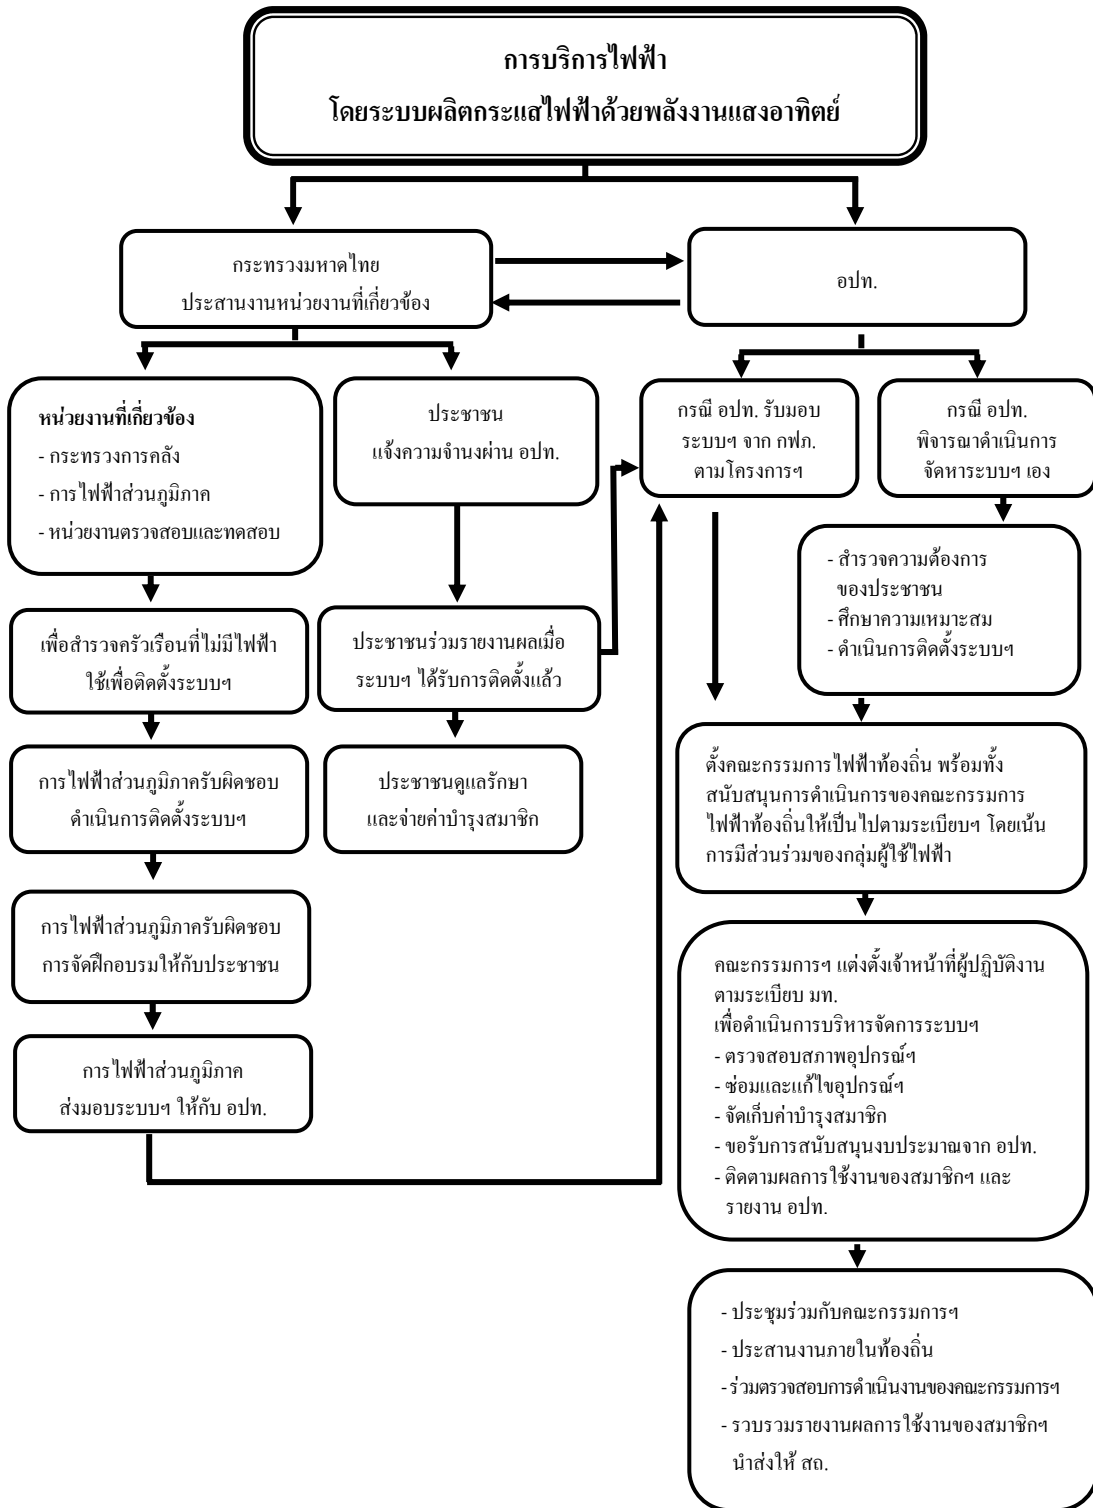 การบริการไฟฟ้า
โดยระบบผลิตกระแสไฟฟ้าด้วยพลังงานแสงอาทิตย์
กระทรวงมหาดไทย
ประสานงานหน่วยงานที่เกี่ยวข้อง
อปท.
หน่วยงานที่เกี่ยวข้อง
- กระทรวงการคลัง
- การไฟฟ้าส่วนภูมิภาค
- หน่วยงานตรวจสอบและทดสอบ
ประชาชน
แจ้งความจำนงผ่าน อปท.
กรณี อปท. รับมอบ
ระบบฯ จาก กฟภ.
ตามโครงการฯ
กรณี อปท.
พิจารณาดำเนินการ
จัดหาระบบฯ เอง
- สำรวจความต้องการ
ของประชาชน
- ศึกษาความเหมาะสม
- ดำเนินการติดตั้งระบบฯ
เพื่อสำรวจครัวเรือนที่ไม่มีไฟฟ้า
ใช้เพื่อติดตั้งระบบฯ
ประชาชนร่วมรายงานผลเมื่อ
ระบบฯ ได้รับการติดตั้งแล้ว
การไฟฟ้าส่วนภูมิภาครับผิดชอบ
ดำเนินการติดตั้งระบบฯ
ประชาชนดูแลรักษา
และจ่ายค่าบำรุงสมาชิก
ตั้งคณะกรรมการไฟฟ้าท้องถิ่น พร้อมทั้ง
สนับสนุนการดำเนินการของคณะกรรมการ
ไฟฟ้าท้องถิ่นให้เป็นไปตามระเบียบฯ โดยเน้น
การมีส่วนร่วมของกลุ่มผู้ใช้ไฟฟ้า
การไฟฟ้าส่วนภูมิภาครับผิดชอบ
การจัดฝึกอบรมให้กับประชาชน
การไฟฟ้าส่วนภูมิภาค
ส่งมอบระบบฯ ให้กับ อปท.
คณะกรรมการฯ แต่งตั้งเจ้าหน้าที่ผู้ปฏิบัติงาน
ตามระเบียบ มท.
เพื่อดำเนินการบริหารจัดการระบบฯ
- ตรวจสอบสภาพอุปกรณ์ฯ
- ซ่อมและแก้ไขอุปกรณ์ฯ
- จัดเก็บค่าบำรุงสมาชิก
- ขอรับการสนับสนุนงบประมาณจาก อปท.
- ติดตามผลการใช้งานของสมาชิกฯ และ
รายงาน อปท.
- ประชุมร่วมกับคณะกรรมการฯ
- ประสานงานภายในท้องถิ่น
- ร่วมตรวจสอบการดำเนินงานของคณะกรรมการฯ
- รวบรวมรายงานผลการใช้งานของสมาชิกฯ
นำส่งให้ สถ.